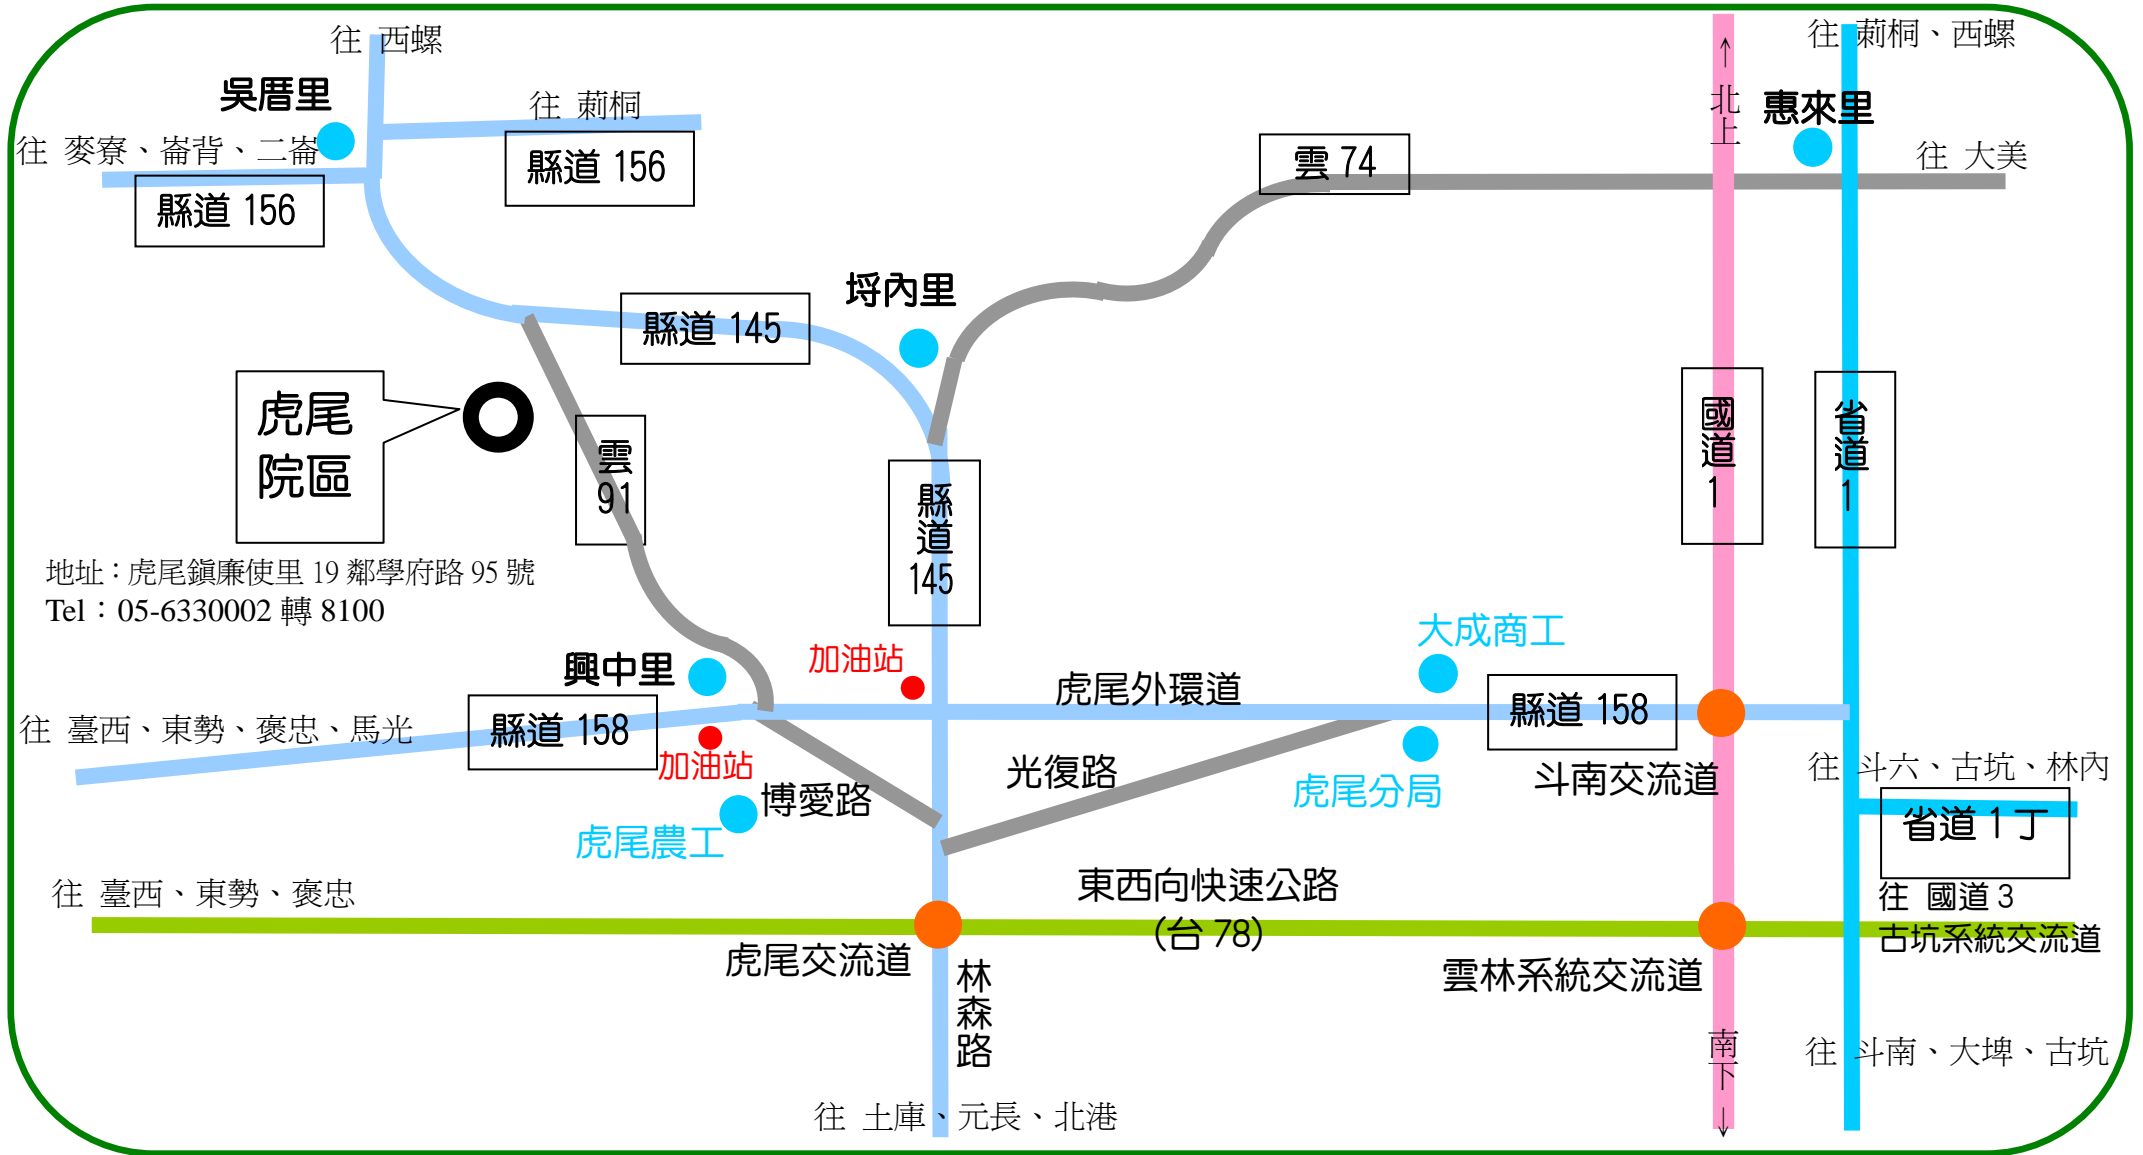 往 西螺
往 莿桐、西螺
吳厝里
往 莿桐
↑
北上
惠來里
往 麥寮、崙背、二崙
縣道 156
雲 74
往 大美
縣道 156
埒內里
縣道 145
虎尾
院區
雲
91
縣
道
145
國
道
1
省
道
1
地址：虎尾鎮廉使里 19 鄰學府路 95 號
Tel：05-6330002 轉 8100
大成商工
加油站
興中里
虎尾外環道
縣道 158
往 臺西、東勢、褒忠、馬光
縣道 158
加油站
光復路
虎尾分局
斗南交流道
往 斗六、古坑、林內
博愛路
虎尾農工
省道 1 丁
往 臺西、東勢、褒忠
東西向快速公路
(台 78)
往 國道 3
古坑系統交流道
虎尾交流道
林
森
路
雲林系統交流道
南下
↓
往 斗南、大埤、古坑
往 土庫、元長、北港